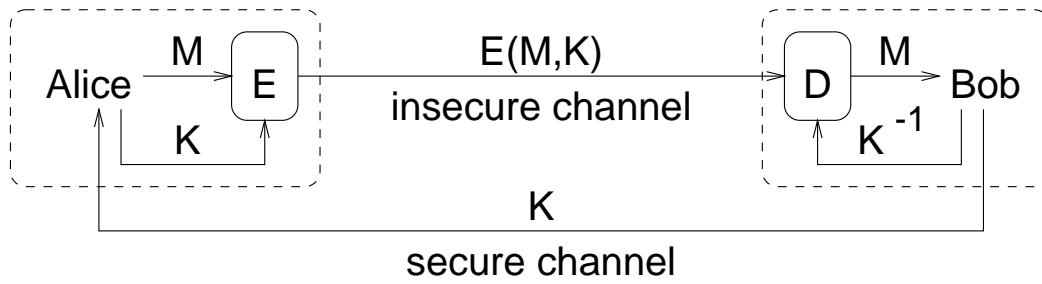 M E(M,K) M
Alice E D Bob
insecure channel
K K -1
K
secure channel